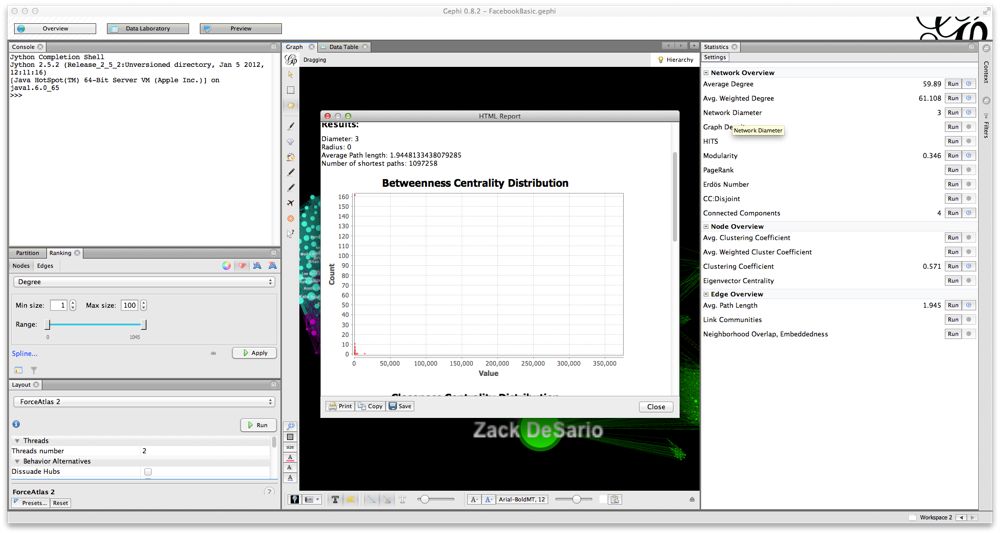 Gephi 0.8.2 - FacebookBasic.gephi
Overview
Data Laboratory
Preview
Console
Jython Completion Shell
Jython 2.5.2 (Release_2_5_2:Unversioned directory, Jan 5 2012,
12:11:16)
[Java HotSpot(TM) 64-Bit Server VM (Apple Inc.)] on
java1.6.0_65
>>>
Partition Ranking
Nodes Edges
Degree
Min size: 1 Max size: 100
Range:
0 1045
Spline...
Apply
Layout
ForceAtlas 2
Run
Threads
Threads number 2
Behavior Alternatives
Dissuade Hubs
ForceAtlas 2
Presets... Reset
Graph Data Table
Dragging
Hierarchy
HTML Report
Results:
Diameter: 3
Radius: 0
Average Path length: 1.9448133438079285
Number of shortest paths: 1097258
Betweenness Centrality Distribution
160
150
140
130
120
110
100
90
80
70
60
50
40
30
20
10
0
Count
0 50,000 100,000 150,000 200,000 250,000 300,000 350,000
Value
Closeness Centrality Distribution
Print Copy Save
Close
Zack DeSario
Arial-BoldMT, 12
Statistics
Settings
Network Overview
Average Degree 59.89 Run
Avg. Weighted Degree 61.108 Run
Network Diameter 3 Run
Graph De Run
Network Diameter
HITS Run
Modularity 0.346 Run
PageRank Run
Erdös Number Run
CC:Disjoint Run
Connected Components 4 Run
Node Overview
Avg. Clustering Coefficient Run
Avg. Weighted Cluster Coefficient Run
Clustering Coefficient 0.571 Run
Eigenvector Centrality Run
Edge Overview
Avg. Path Length 1.945 Run
Link Communities Run
Neighborhood Overlap, Embeddedness Run
Context
Filters
Workspace 2